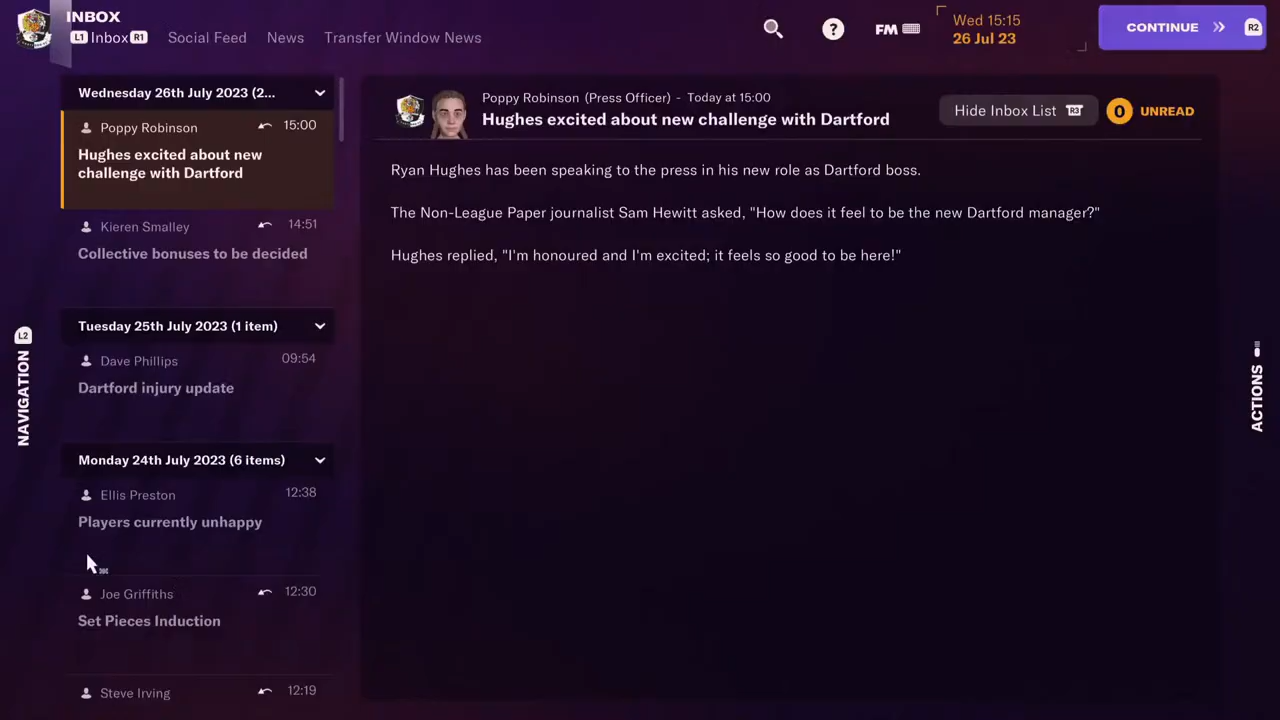 INBOX
L1 Inbox R1 Social Feed News Transfer Window News
FM
Wed 15:15
26 Jul 23
CONTINUE R2
Wednesday 26th July 2023 (2...
Poppy Robinson 15:00
Hughes excited about new
challenge with Dartford
Kieren Smalley 14:51
Collective bonuses to be decided
Tuesday 25th July 2023 (1 item)
Dave Phillips 09:54
Dartford injury update
Monday 24th July 2023 (6 items)
Ellis Preston 12:38
Players currently unhappy
Joe Griffiths 12:30
Set Pieces Induction
Steve Irving 12:19
L2
NAVIGATION
Poppy Robinson (Press Officer) - Today at 15:00
Hughes excited about new challenge with Dartford
Hide Inbox List R3
0 UNREAD
Ryan Hughes has been speaking to the press in his new role as Dartford boss.
The Non-League Paper journalist Sam Hewitt asked, "How does it feel to be the new Dartford manager?"
Hughes replied, "I'm honoured and I'm excited; it feels so good to be here!"
ACTIONS